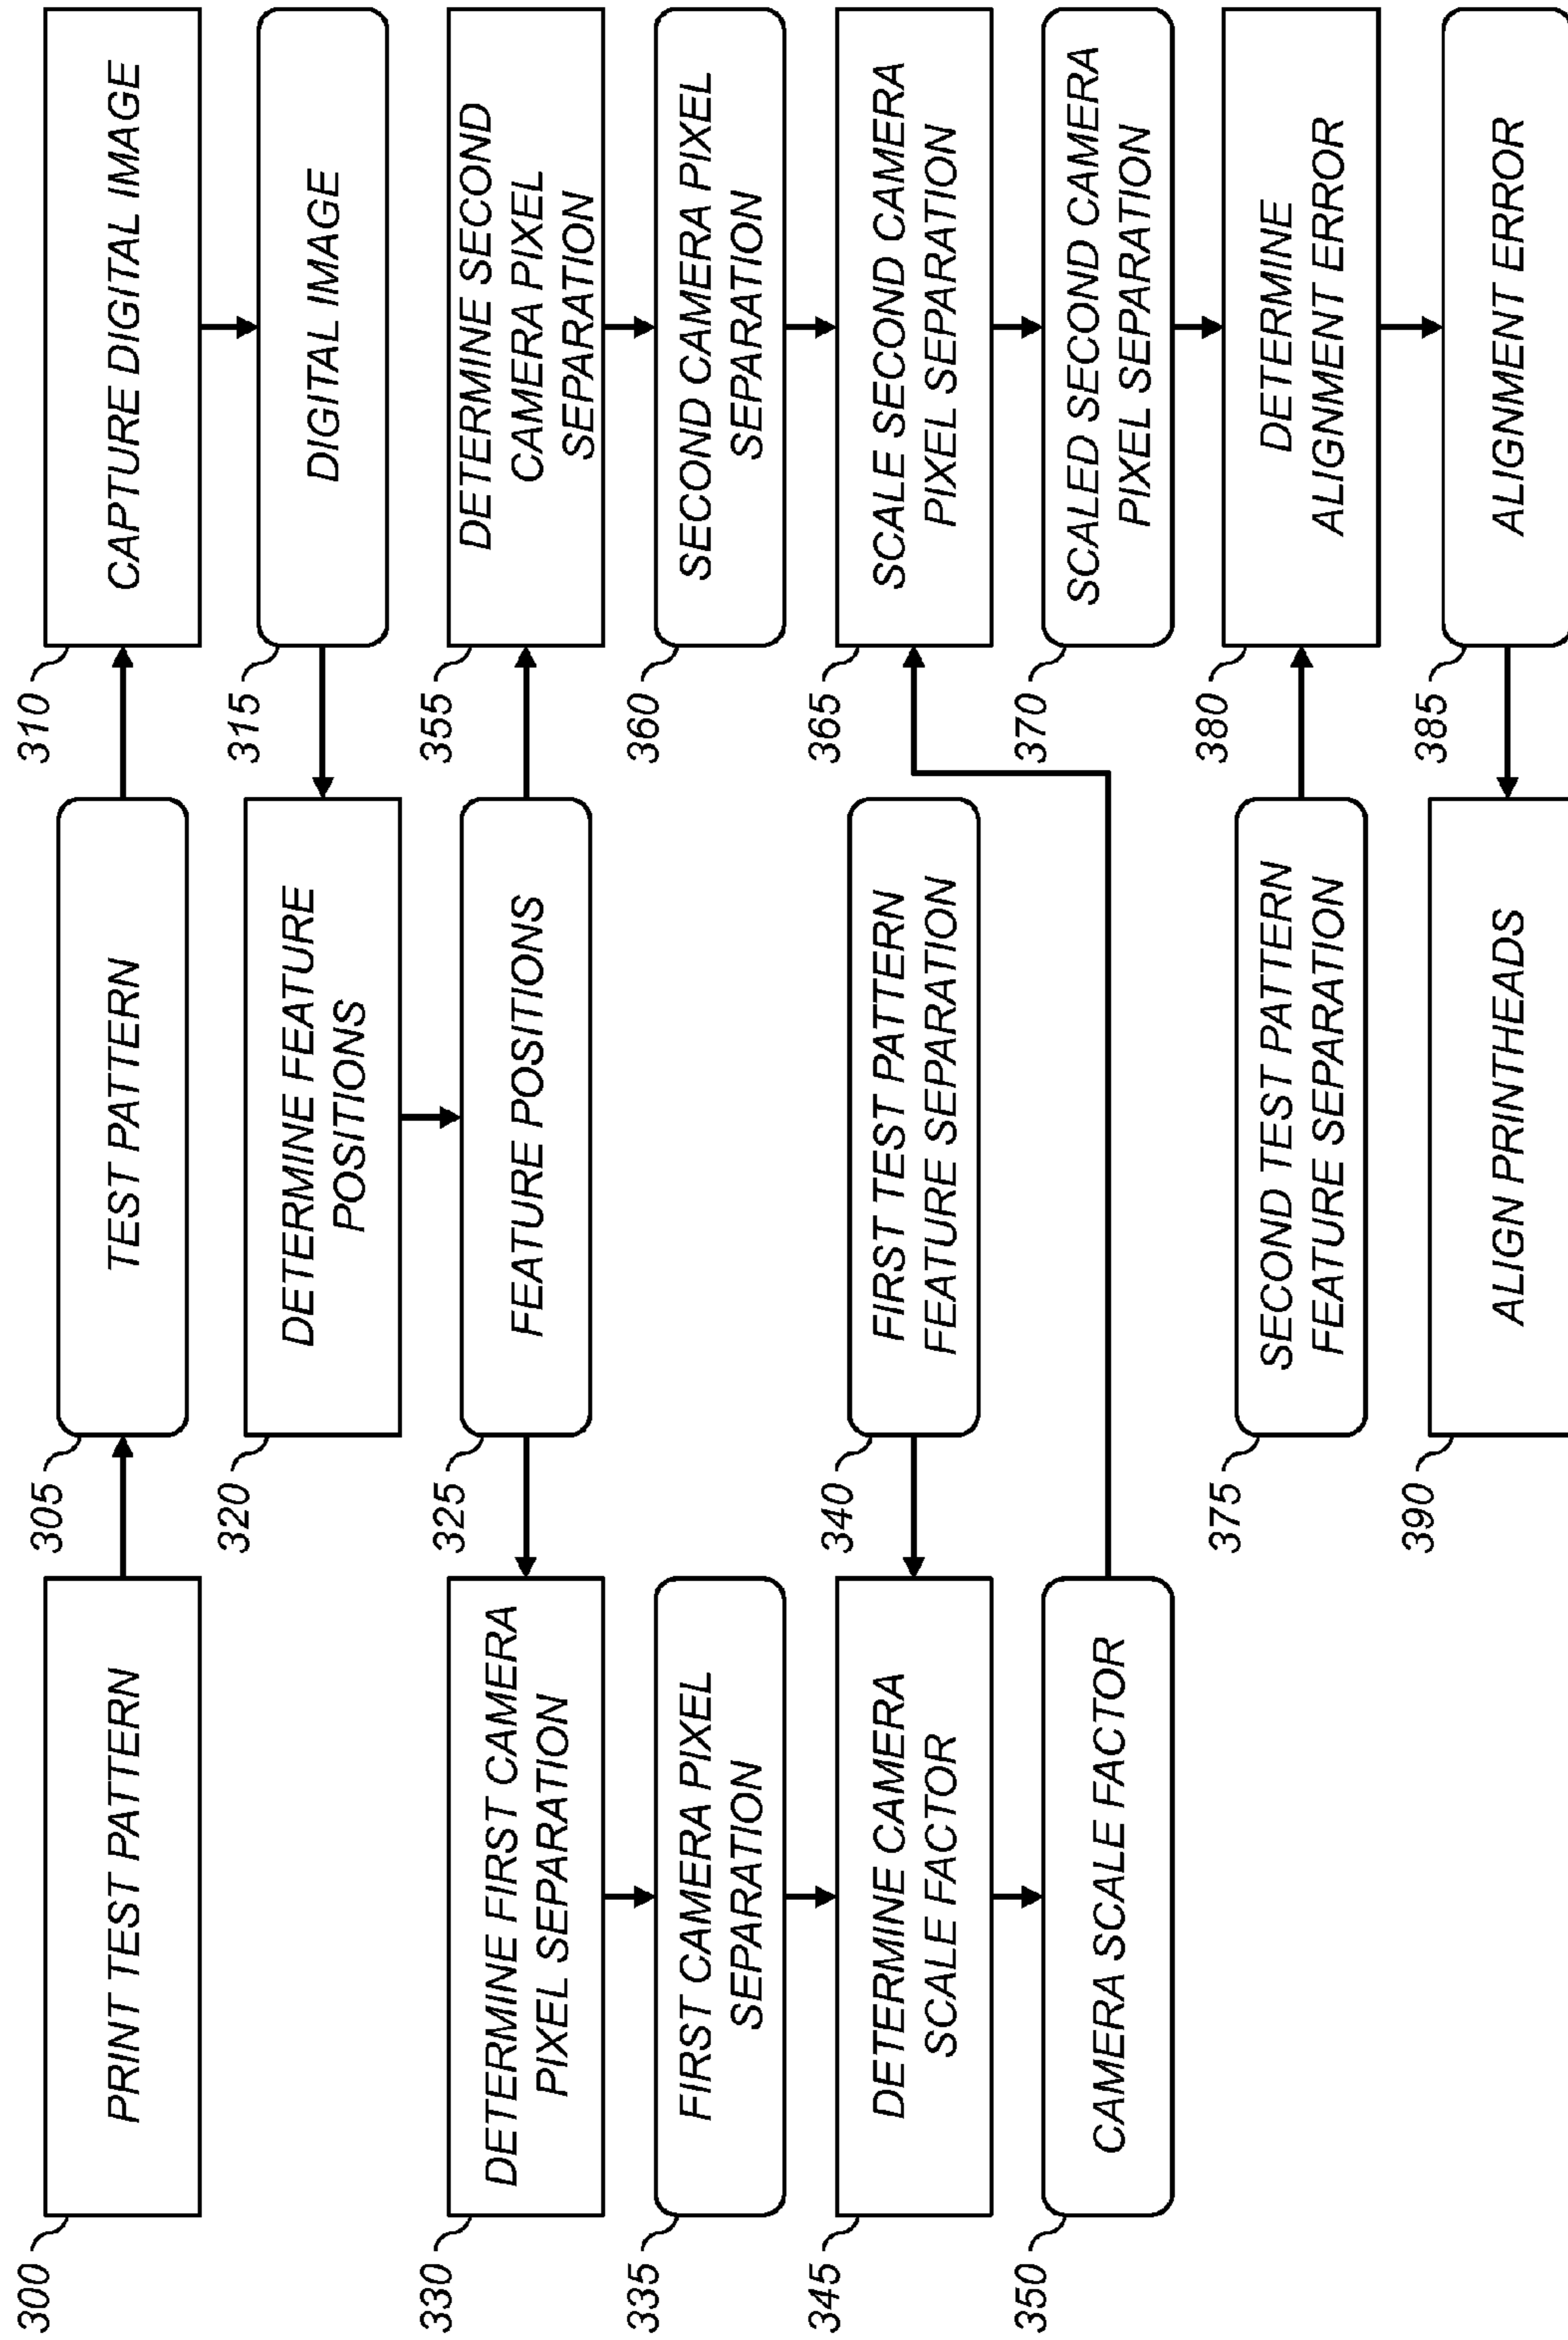 300
PRINT TEST PATTERN
305
TEST PATTERN
310
CAPTURE DIGITAL IMAGE
315
DIGITAL IMAGE
320
DETERMINE FEATURE
POSITIONS
325
FEATURE POSITIONS
330
DETERMINE FIRST CAMERA
PIXEL SEPARATION
335
FIRST CAMERA PIXEL
SEPARATION
340
FIRST TEST PATTERN
FEATURE SEPARATION
345
DETERMINE CAMERA
SCALE FACTOR
350
CAMERA SCALE FACTOR
355
DETERMINE SECOND
CAMERA PIXEL
SEPARATION
360
SECOND CAMERA PIXEL
SEPARATION
365
SCALE SECOND CAMERA
PIXEL SEPARATION
370
SCALED SECOND CAMERA
PIXEL SEPARATION
375
SECOND TEST PATTERN
FEATURE SEPARATION
380
DETERMINE
ALIGNMENT ERROR
385
ALIGNMENT ERROR
390
ALIGN PRINTHEADS